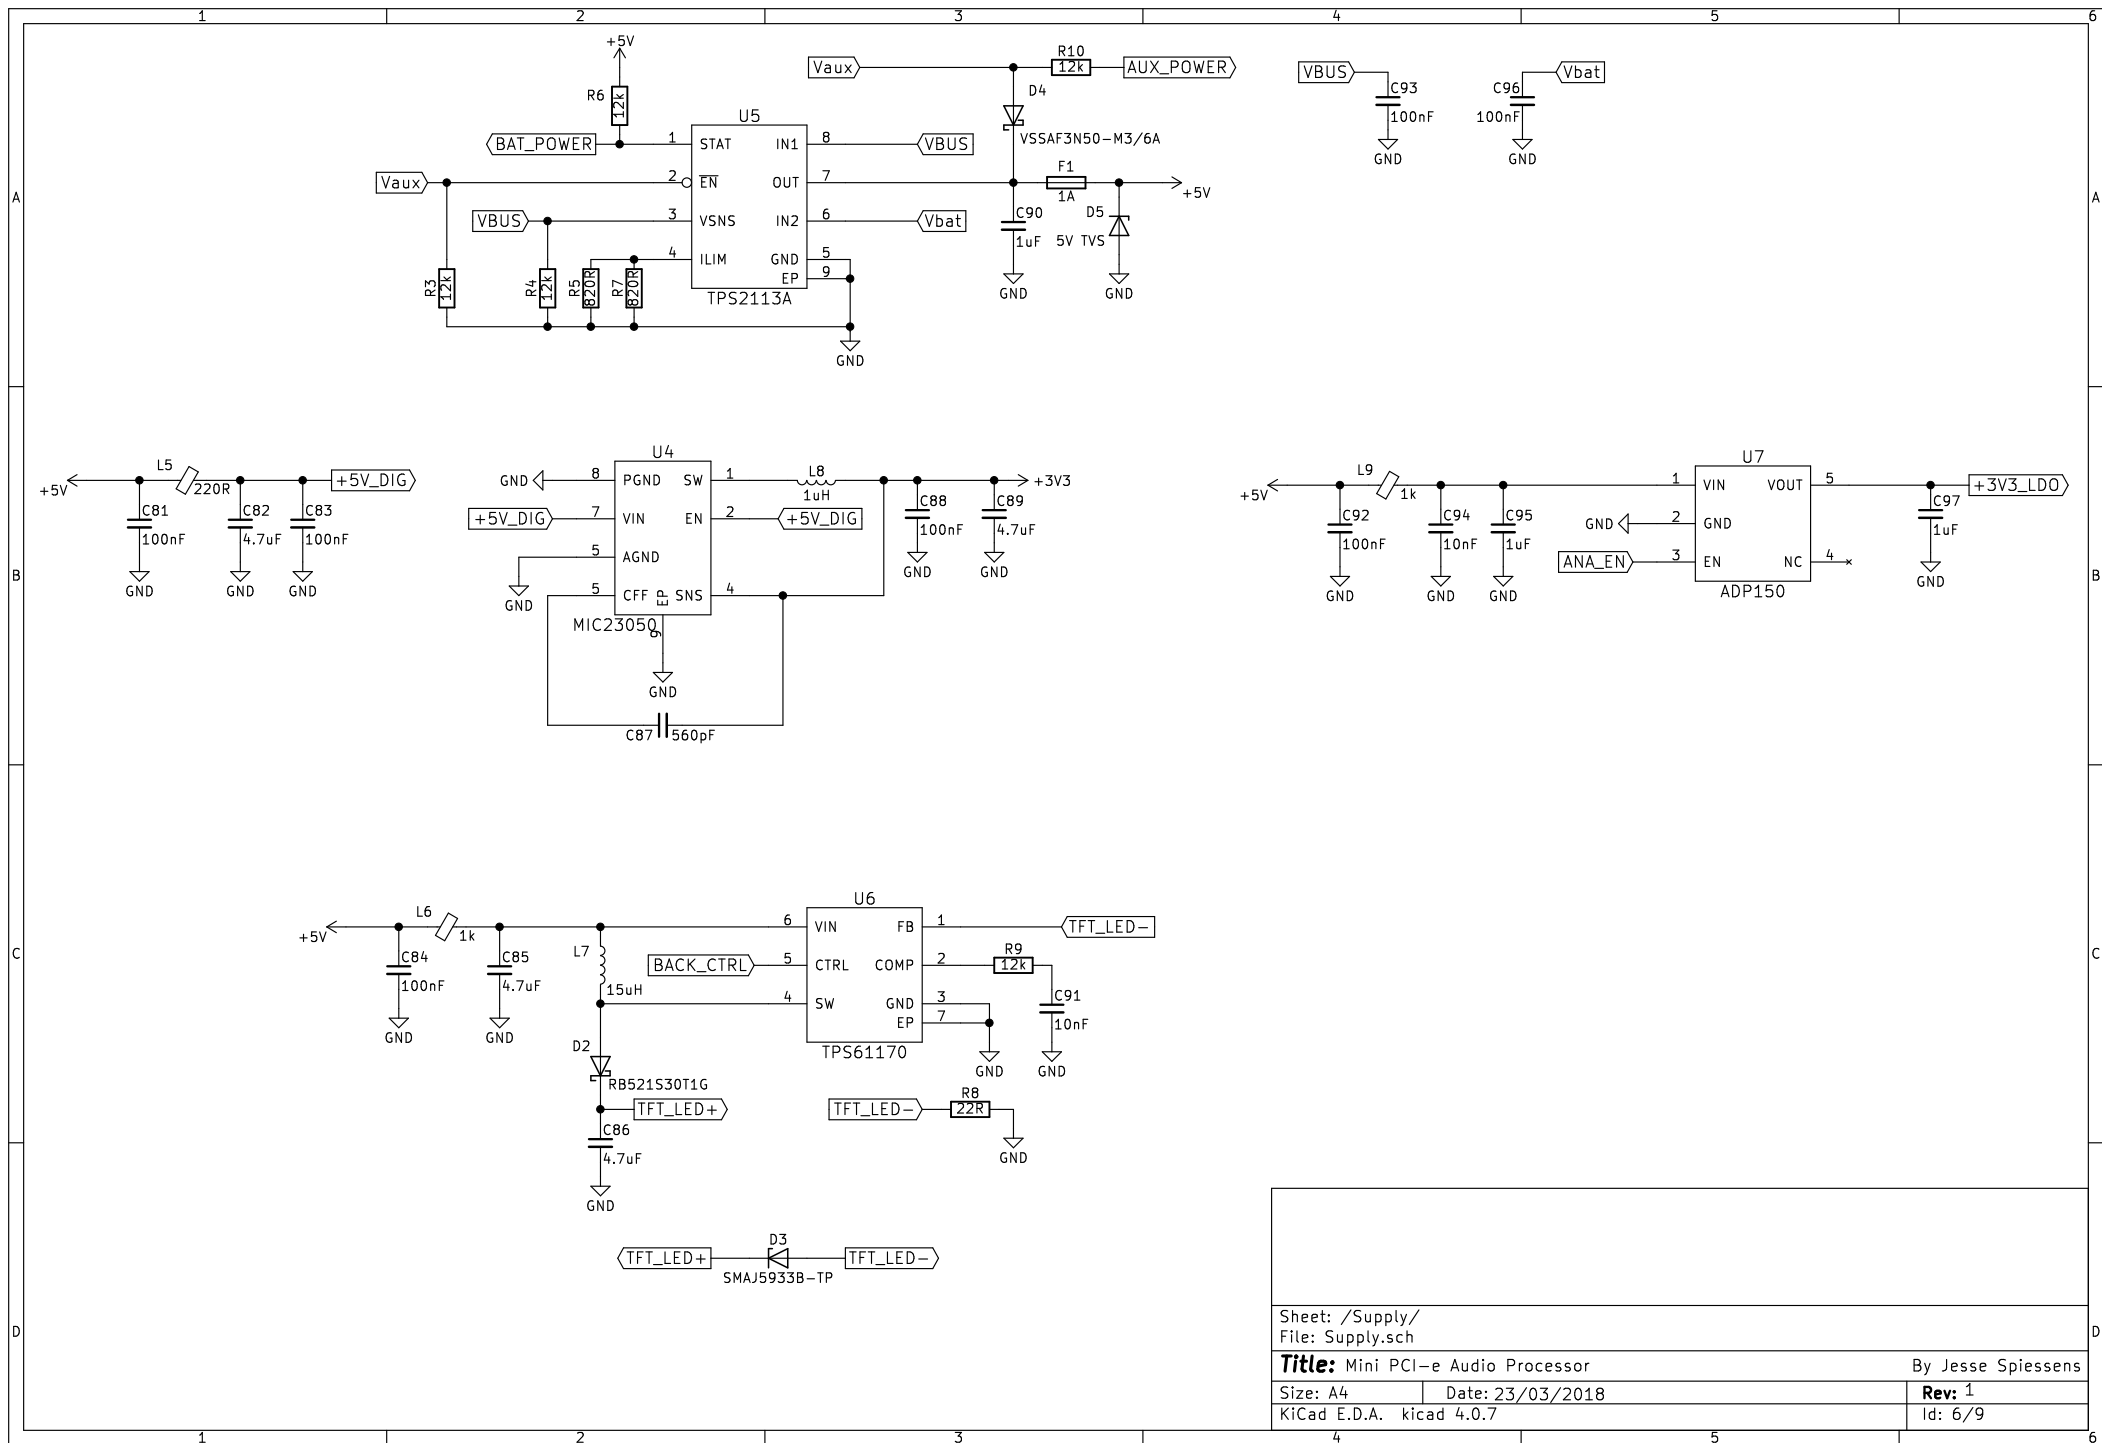 1 2 3 4 5 6
+5V
R6
12k
BAT_POWER
Vaux
VBUS
U5
1 STAT
2 EN
3 VSNS
4 ILIM
IN1 8
OUT 7
IN2 6
GND 5
EP 9
TPS2113A
VBUS
Vbat
R3
12k
R4
12k
R5
820R
R7
820R
GND
Vaux
R10
12k
AUX_POWER
D4
VSSAF3N50-M3/6A
F1
1A
+5V
C90
1uF
GND
D5
5V TVS
GND
VBUS
C93
100nF
GND
Vbat
C96
100nF
GND
A A
+5V
L5
220R
+5V_DIG
C81
100nF
GND
C82
4.7uF
GND
C83
100nF
GND
U4
GND
8 PGND
+5V_DIG
7 VIN
5 AGND
GND
5 CFF
SW 1
EN 2
+5V_DIG
SNS 4
EP
9
MIC23050
GND
C87
560pF
L8
1uH
+3V3
C88
100nF
GND
C89
4.7uF
GND
+5V
L9
1k
C92
100nF
GND
C94
10nF
GND
C95
1uF
GND
U7
1 VIN
GND
2 GND
ANA_EN
3 EN
VOUT 5
NC 4
ADP150
+3V3_LDO
C97
1uF
GND
B B
+5V
L6
1k
C84
100nF
GND
C85
4.7uF
GND
L7
15uH
BACK_CTRL
U6
6 VIN
5 CTRL
4 SW
FB 1
COMP 2
GND 3
EP 7
TPS61170
TFT_LED-
R9
12k
C91
10nF
GND
GND
D2
RB521S30T1G
TFT_LED+
C86
4.7uF
GND
TFT_LED-
R8
22R
GND
C C
TFT_LED+
D3
SMAJ5933B-TP
TFT_LED-
D D
Sheet: /Supply/
File: Supply.sch
Title: Mini PCI-e Audio Processor By Jesse Spiessens
Size: A4 Date: 23/03/2018 Rev: 1
KiCad E.D.A. kicad 4.0.7 Id: 6/9
1 2 3 4 5 6